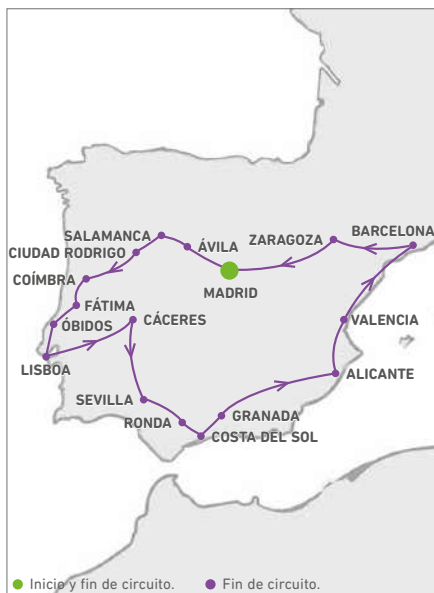 SALAMANCA
BARCELONA
ZARAGOZA
ÁVILA
CIUDAD RODRIGO
COÍMBRA
MADRID
FÁTIMA
CÁCERES
VALENCIA
ÓBIDOS
LISBOA
ALICANTE
SEVILLA
GRANADA
RONDA
COSTA DEL SOL
Inicio y fin de circuito.
Fin de circuito.